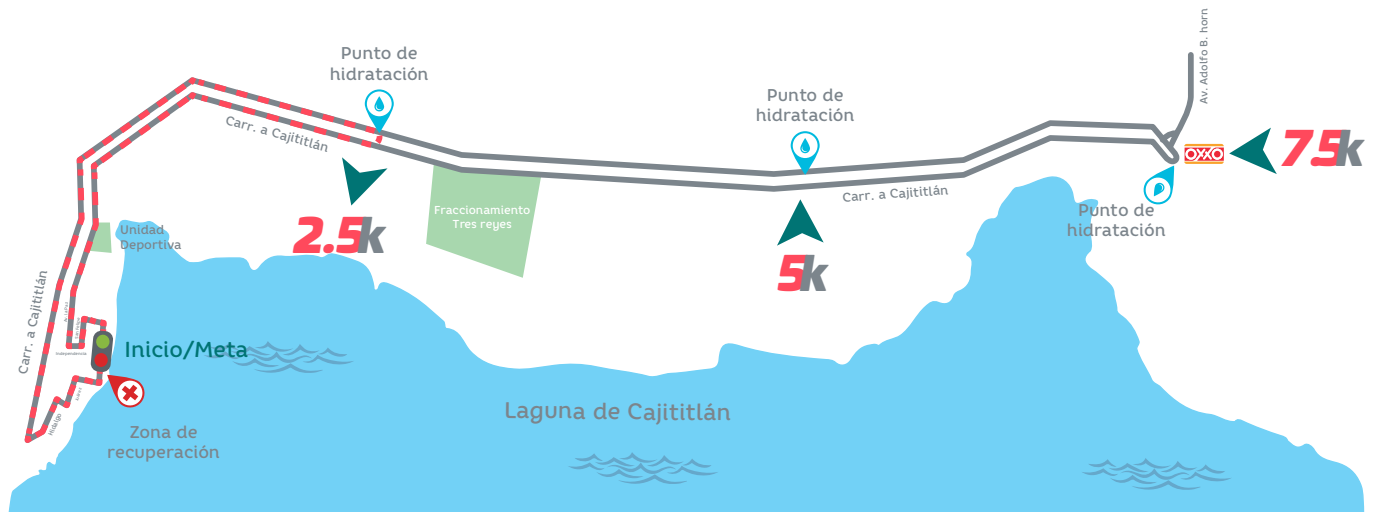 Av. Adolfo B. horn
Punto de
hidratación
Punto de
hidratación
Carr. a Cajititlán
7.5k
OXXO
Carr. a Cajititlán
Fraccionamiento
Tres reyes
2.5k
Punto de
hidratación
Unidad
Deportiva
5k
Carr. a Cajititlán
Independencia
Inicio/Meta
Hidalgo
Laguna de Cajititlán
Zona de
recuperación